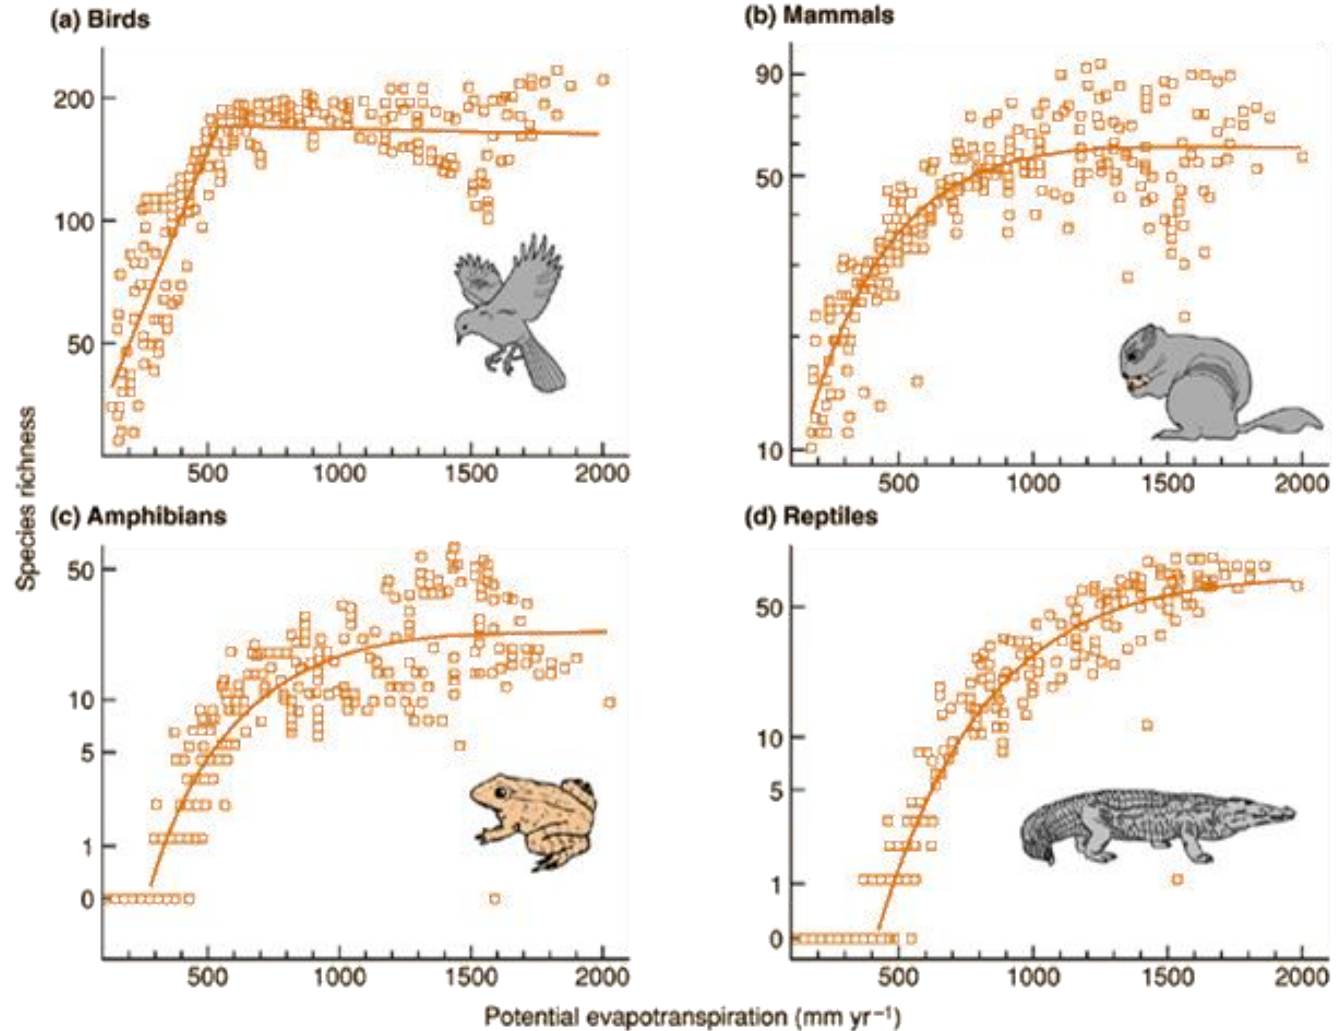 (a) Birds
200
100
50
500 1000 1500 2000
(b) Mammals
90
50
10
500 1000 1500 2000
Species richness
(c) Amphibians
50
10
5
1
0
500 1000 1500 2000
(d) Reptiles
50
10
5
1
0
500 1000 1500 2000
Potential evapotranspiration (mm yr⁻¹)